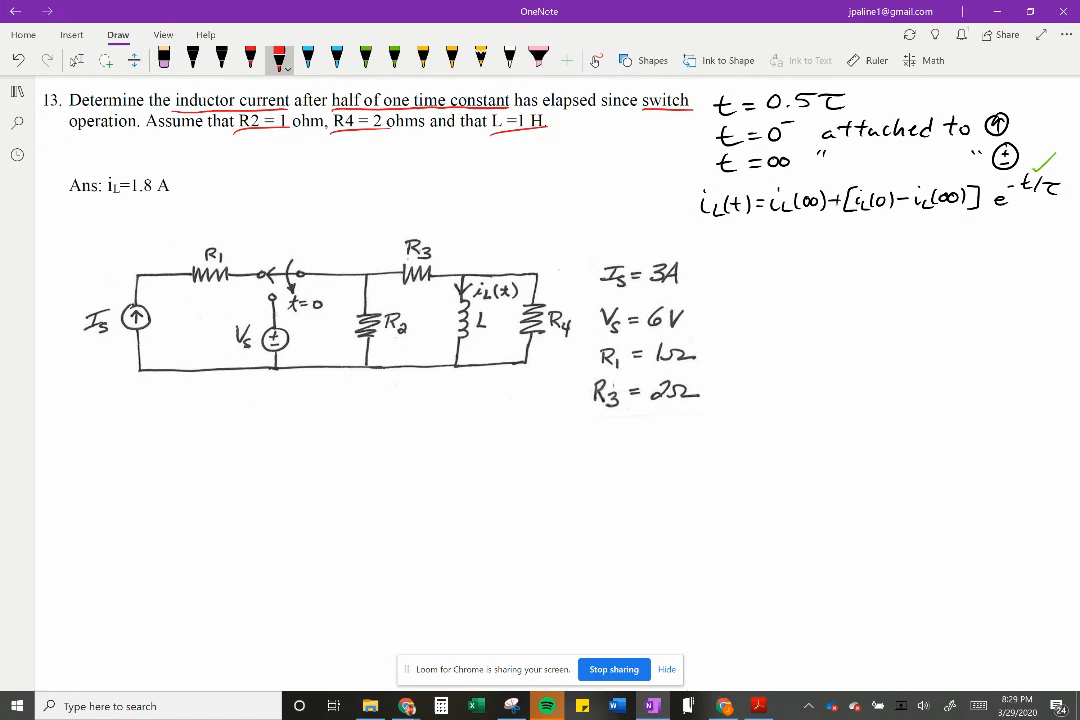 OneNote
jpaline1@gmail.com
Home Insert Draw View Help
Share
Shapes Ink to Shape Ink to Text Ruler Math
13. Determine the inductor current after half of one time constant has elapsed since switch
operation. Assume that R2 = 1 ohm, R4 = 2 ohms and that L =1 H.
Ans: iL=1.8 A
t = 0.5τ
t = 0⁻ attached to
t = ∞ " "
iL(t) = iL(∞) + [iL(0) - iL(∞)] e^-t/τ
R1
R3
t=0
iL(t)
Is
Vs
R2
L
R4
Is = 3A
Vs = 6V
R1 = 1Ω
R3 = 2Ω
Loom for Chrome is sharing your screen. Stop sharing Hide
Type here to search
8:29 PM
3/29/2020
24